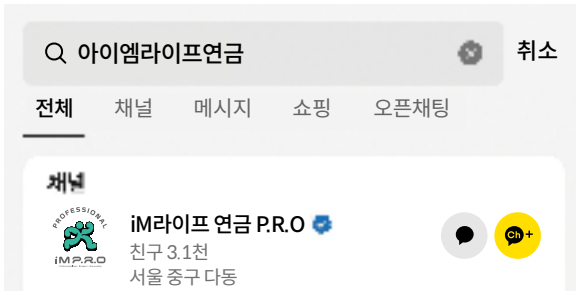 아이엠라이프연금 취소
전체 채널 메시지 쇼핑 오픈채팅
채널
PROFESSIONAL
iM P.R.O
iM라이프 연금 P.R.O
친구 3.1천
서울 중구 다동
Ch+